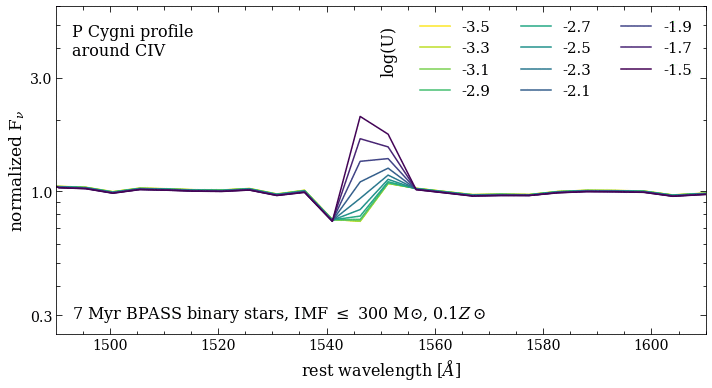 P Cygni profile
around CIV
log(U)
-3.5 -2.7 -1.9
-3.3 -2.5 -1.7
-3.1 -2.3 -1.5
-2.9 -2.1
normalized Fν
3.0
1.0
0.3
7 Myr BPASS binary stars, IMF ≤ 300 M⊙, 0.1Z⊙
1500 1520 1540 1560 1580 1600
rest wavelength [Å]